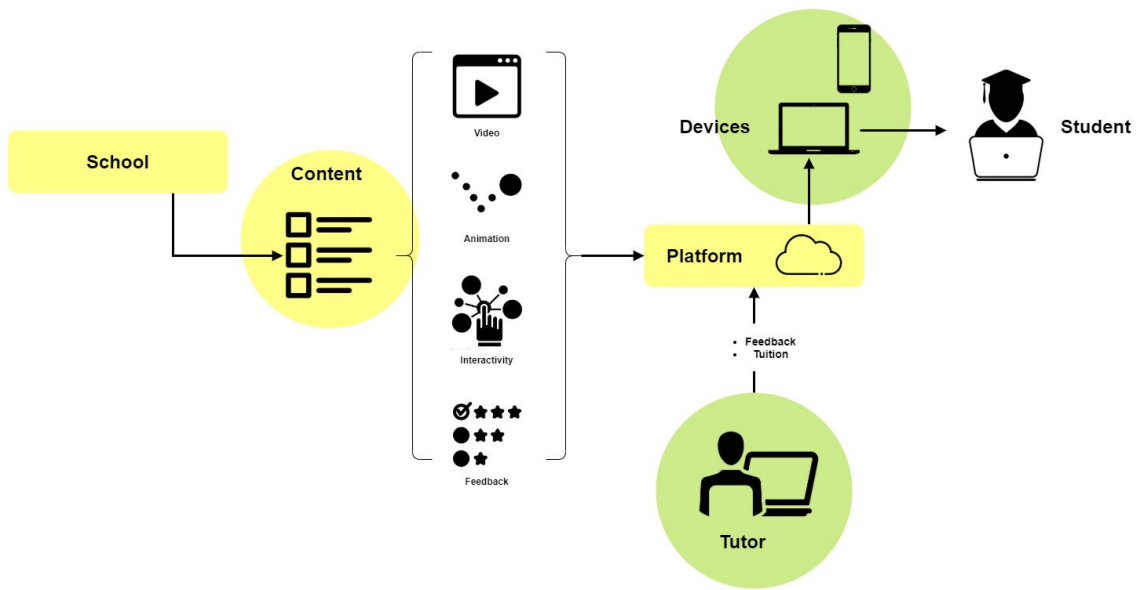 School
Content
Video
Animation
Interactivity
Feedback
Platform
Devices
Student
• Feedback
• Tuition
Tutor